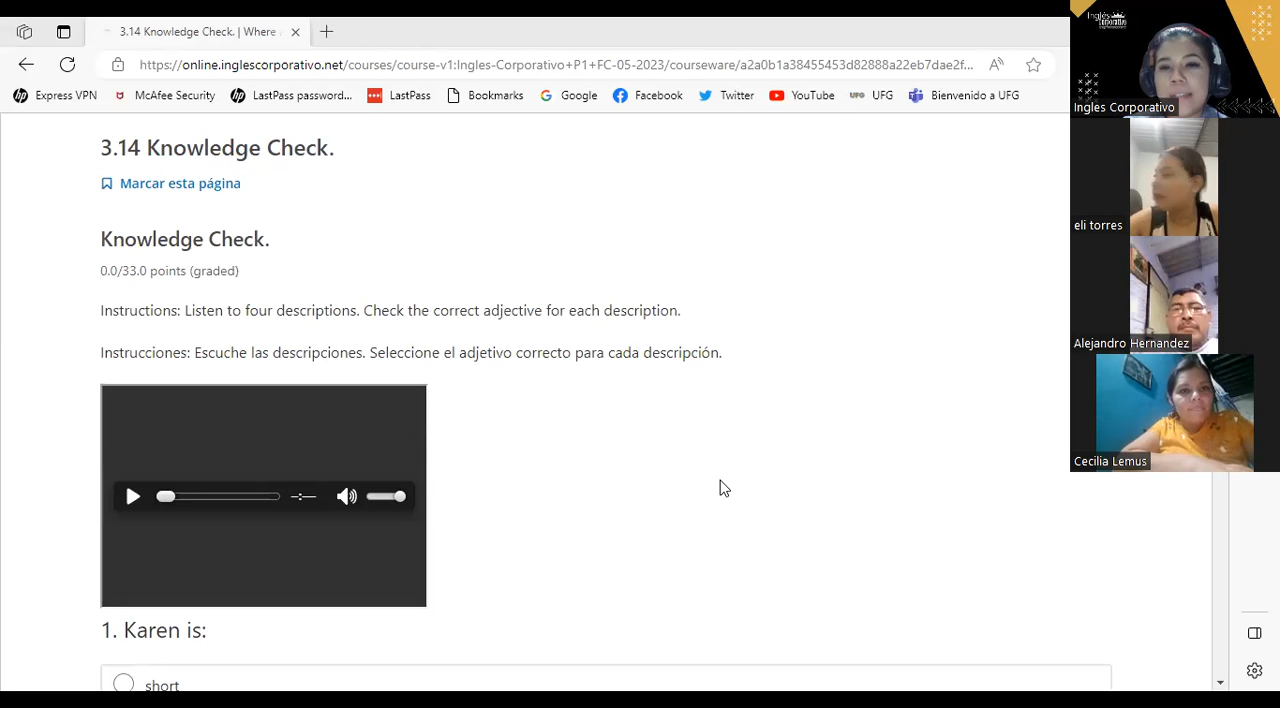 3.14 Knowledge Check. | Where
https://online.inglescorporativo.net/courses/course-v1:Ingles-Corporativo+P1+FC-05-2023/courseware/a2a0b1a38455453d82888a22eb7dae2f...
Express VPN McAfee Security LastPass password... LastPass Bookmarks Google Facebook Twitter YouTube UFG Bienvenido a UFG
3.14 Knowledge Check.
Marcar esta página
Knowledge Check.
0.0/33.0 points (graded)
Instructions: Listen to four descriptions. Check the correct adjective for each description.
Instrucciones: Escuche las descripciones. Seleccione el adjetivo correcto para cada descripción.
-:-
1. Karen is:
short
Inglés
Corporativo
Ingles Corporativo
eli torres
Alejandro Hernandez
Cecilia Lemus